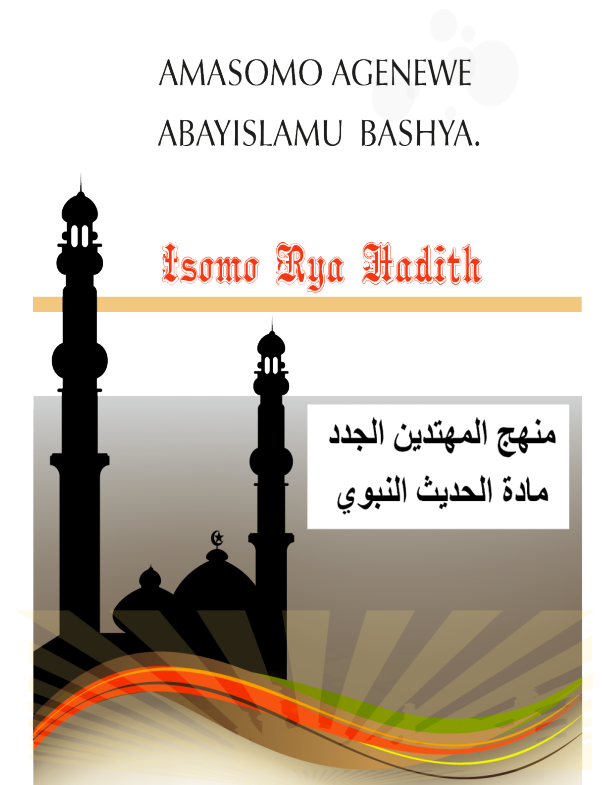 AMASOMO AGENEWE
ABAYISLAMU BASHYA.
Isomo Rya Hadith
منهج المهتدين الجدد
مادة الحديث النبوي